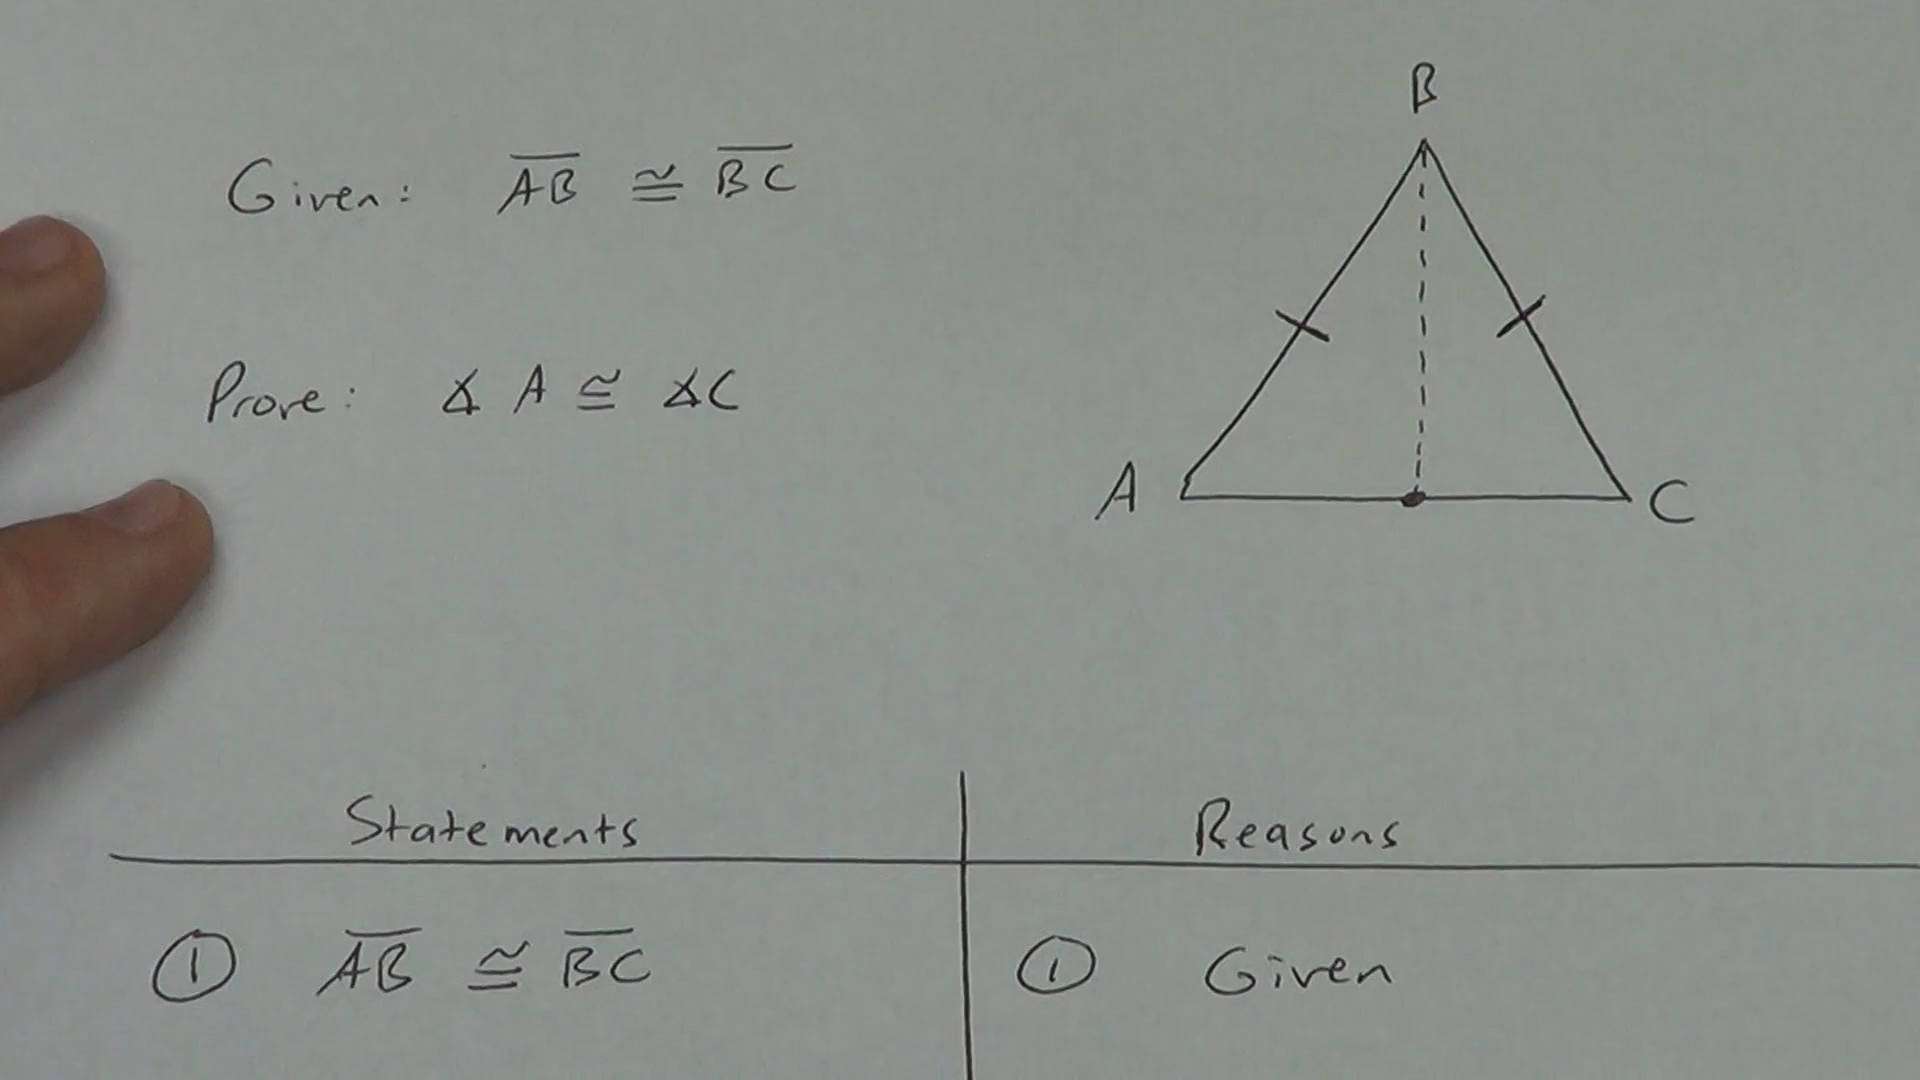 Given: AB ≅ BC
Prove: ∡ A ≅ ∡C
B
A
C
Statements
Reasons
① AB ≅ BC
① Given